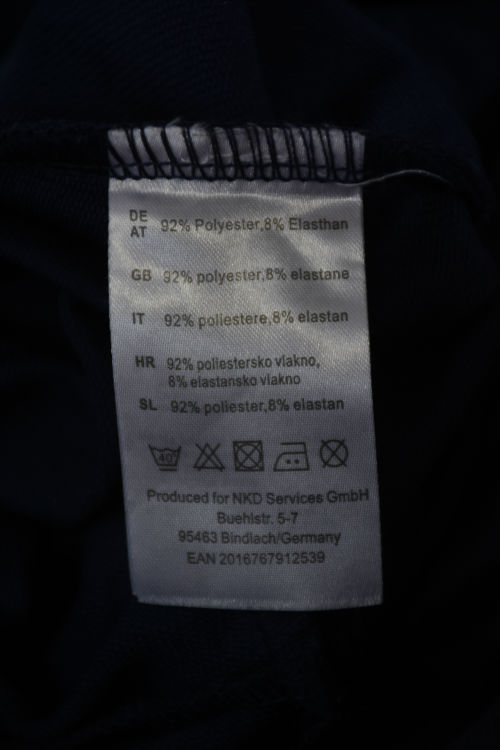 DE
AT 92% Polyester,8% Elasthan
GB 92% polyester,8% elastane
IT 92% poliestere,8% elastan
HR 92% poliestersko vlakno,
8% elastansko vlakno
SL 92% poliester,8% elastan
40°
Produced for NKD Services GmbH
Buehlstr. 5-7
95463 Bindlach/Germany
EAN 2016767912539